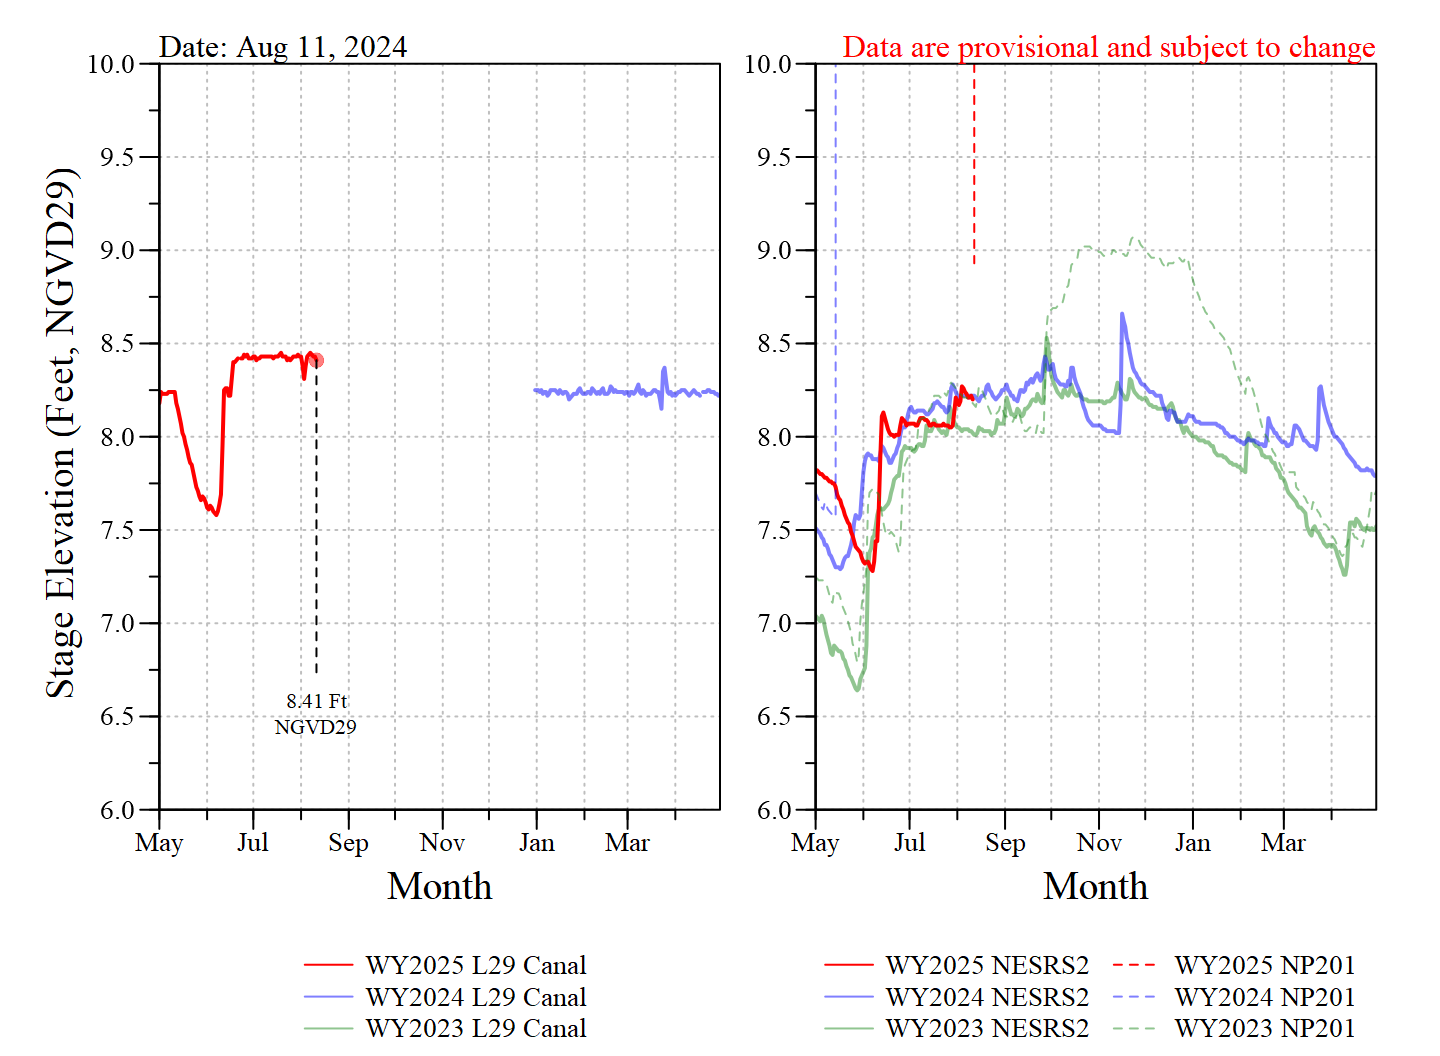 Date: Aug 11, 2024
Data are provisional and subject to change
Stage Elevation (Feet, NGVD29)
10.0
9.5
9.0
8.5
8.0
7.5
7.0
6.5
6.0
8.41 Ft
NGVD29
May Jul Sep Nov Jan Mar
Month
10.0
9.5
9.0
8.5
8.0
7.5
7.0
6.5
6.0
May Jul Sep Nov Jan Mar
Month
WY2025 L29 Canal
WY2024 L29 Canal
WY2023 L29 Canal
WY2025 NESRS2 WY2025 NP201
WY2024 NESRS2 WY2024 NP201
WY2023 NESRS2 WY2023 NP201